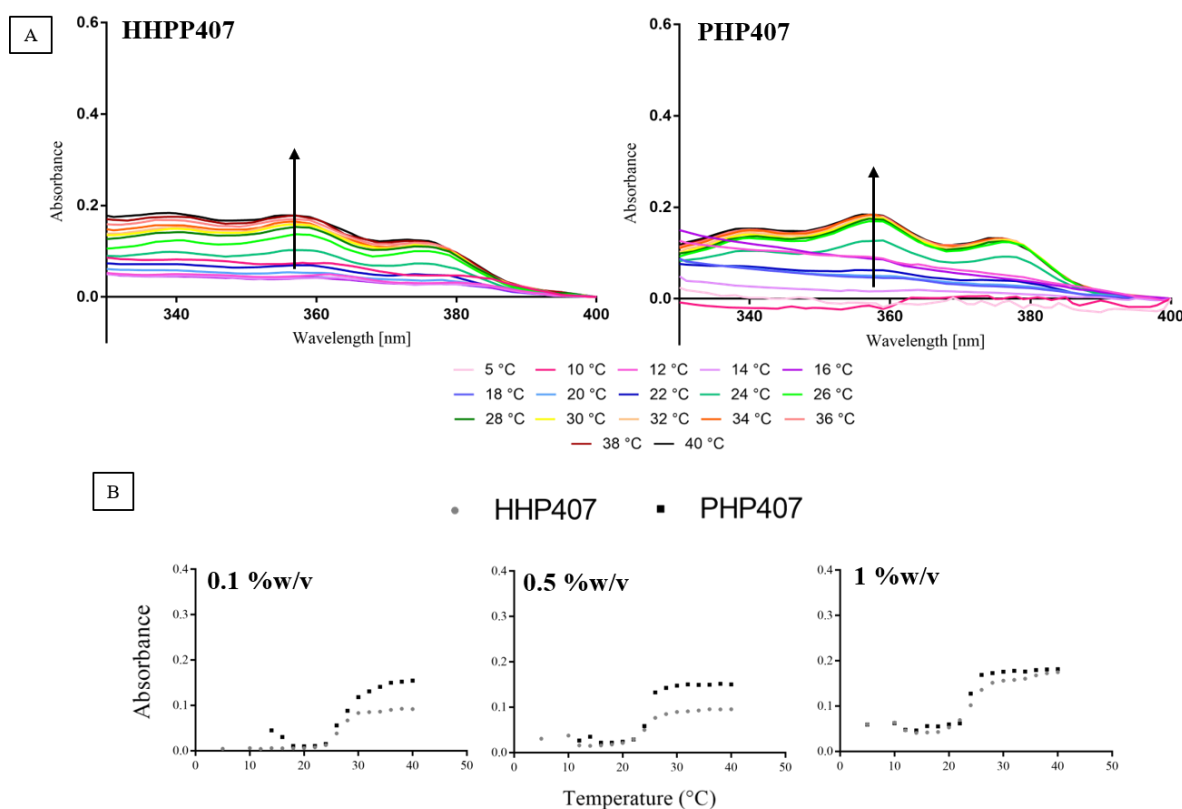 A
HHPP407
PHP407
0.6
0.4
0.2
0.0
Absorbance
340
360
380
400
Wavelength [nm]
0.6
0.4
0.2
0.0
Absorbance
340
360
380
400
Wavelength [nm]
5 °C 10 °C 12 °C 14 °C 16 °C
18 °C 20 °C 22 °C 24 °C 26 °C
28 °C 30 °C 32 °C 34 °C 36 °C
38 °C 40 °C
B
HHP407 PHP407
0.1 %w/v
0.4
0.3
0.2
0.1
0.0
0 10 20 30 40 50
0.5 %w/v
0.4
0.3
0.2
0.1
0.0
0 10 20 30 40 50
1 %w/v
0.4
0.3
0.2
0.1
0.0
0 10 20 30 40 50
Absorbance
Temperature (°C)